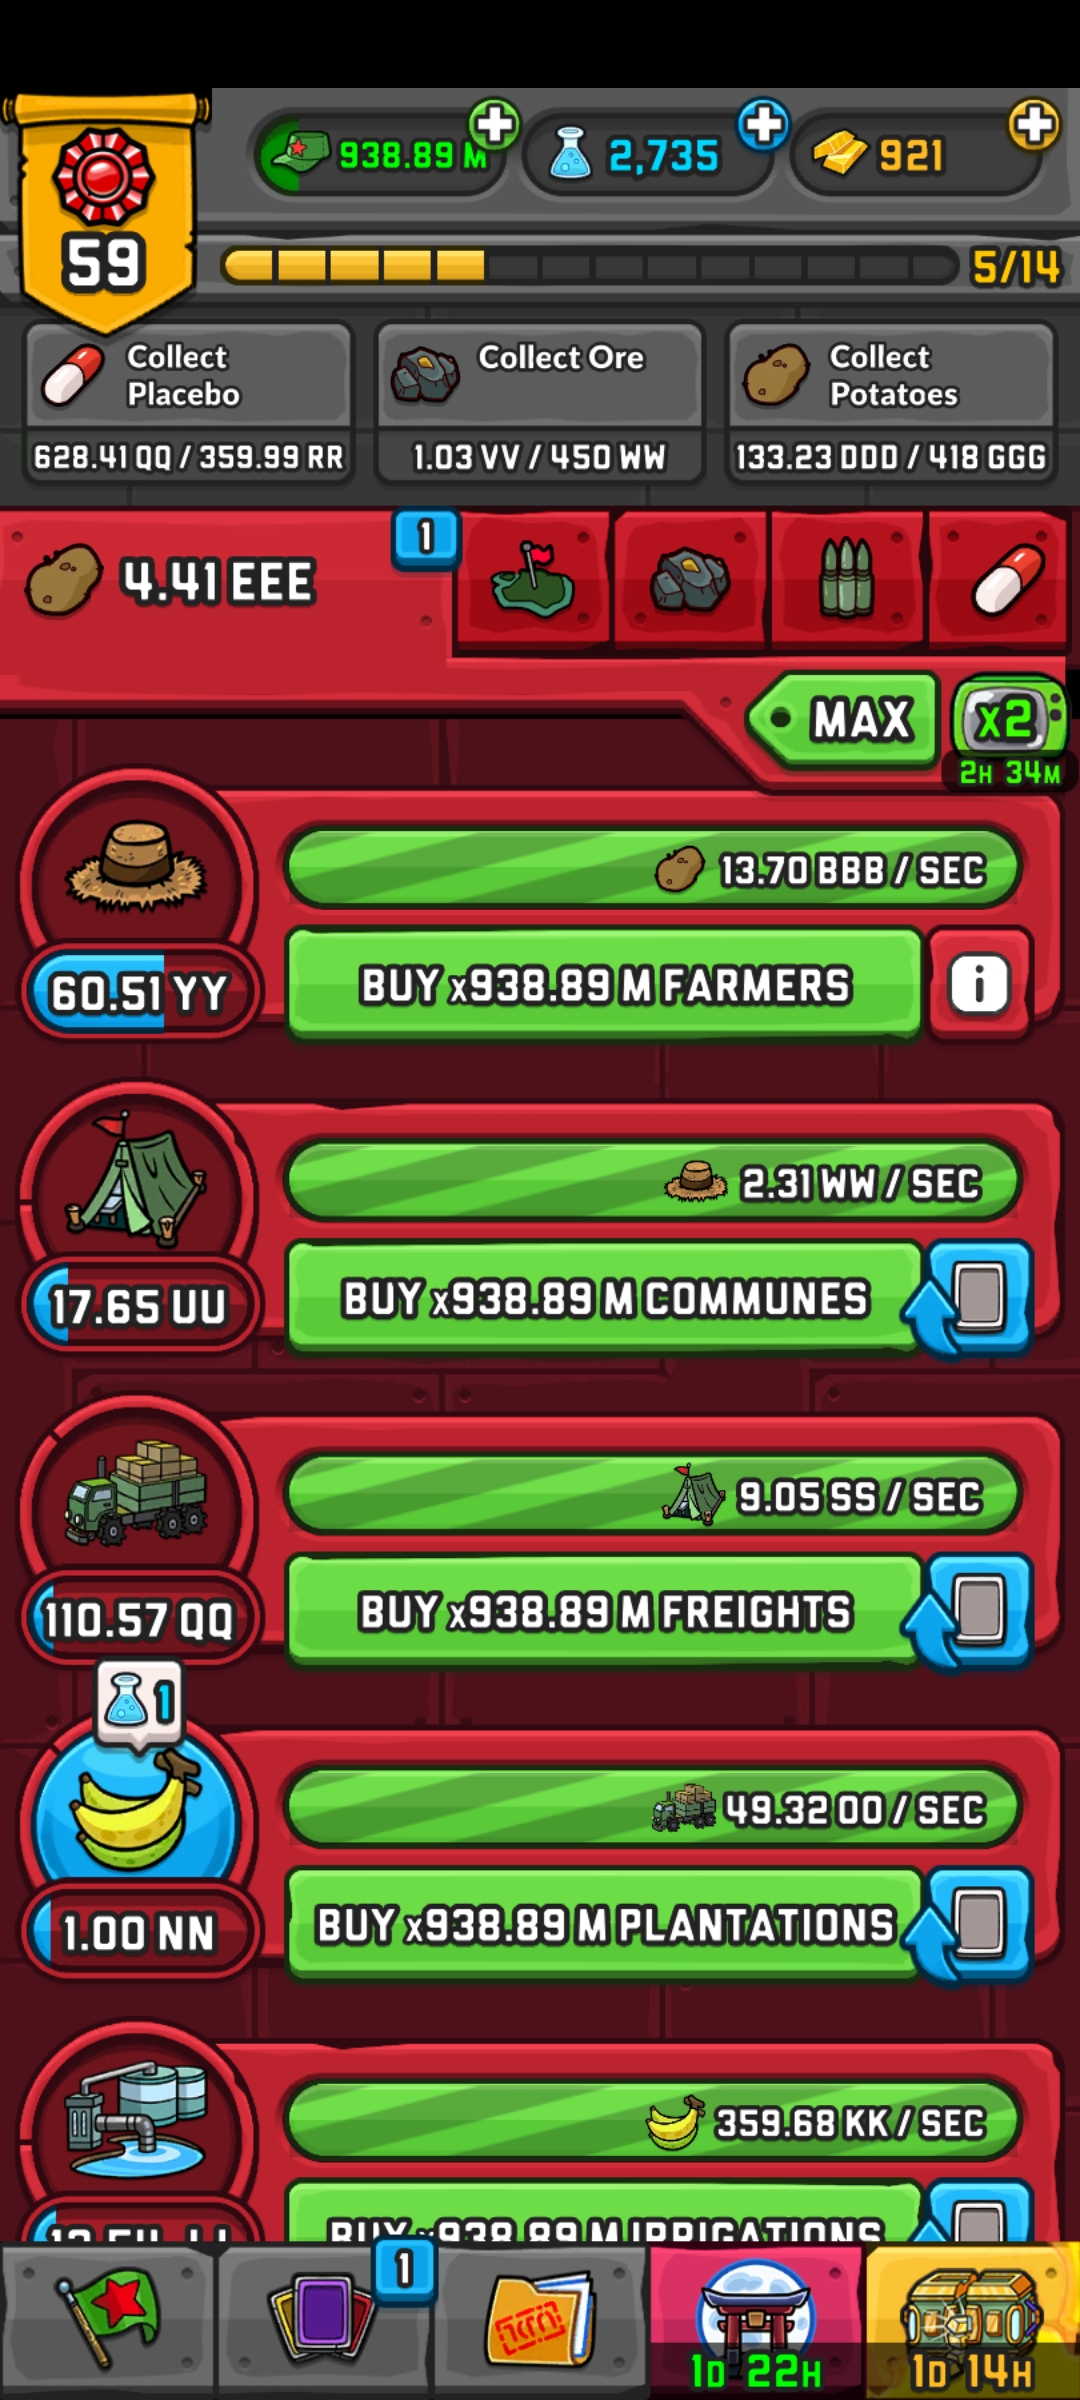 938.89 M
2,735
921
59
5/14
Collect Placebo
628.41 QQ / 359.99 RR
Collect Ore
1.03 VV / 450 WW
Collect Potatoes
133.23 DDD / 418 GGG
4.41 EEE
1
MAX
x2
2H 34M
13.70 BBB / SEC
60.51 YY
BUY x938.89 M FARMERS
i
2.31 WW / SEC
17.65 UU
BUY x938.89 M COMMUNES
9.05 SS / SEC
110.57 QQ
BUY x938.89 M FREIGHTS
1
49.32 OO / SEC
1.00 NN
BUY x938.89 M PLANTATIONS
359.68 KK / SEC
BUY x938.89 M IRRIGATIONS
1
1D 22H
1D 14H